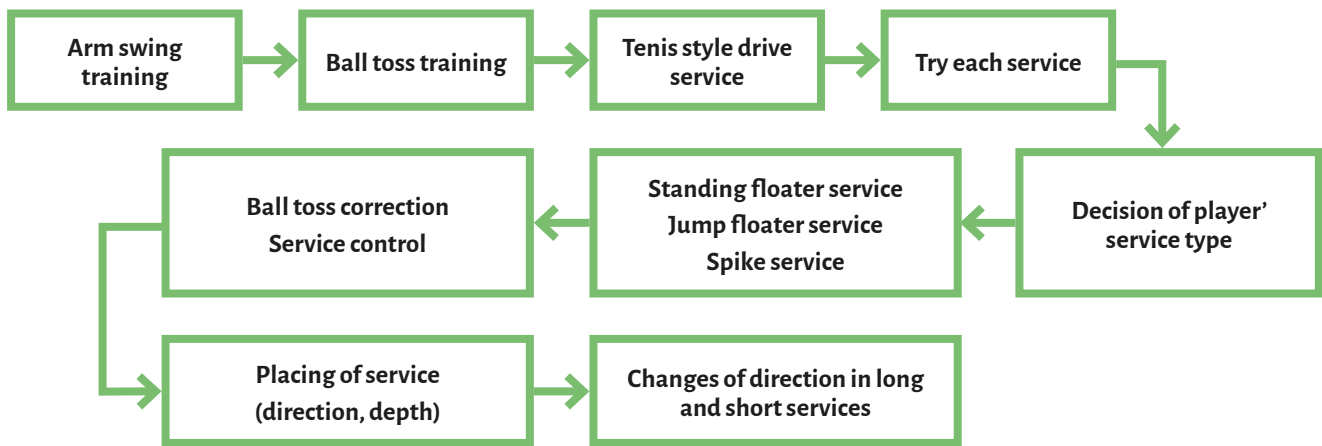 Arm swing
training
Ball toss training
Tenis style drive
service
Try each service
Decision of player’
service type
Standing floater service
Jump floater service
Spike service
Ball toss correction
Service control
Placing of service
(direction, depth)
Changes of direction in long
and short services